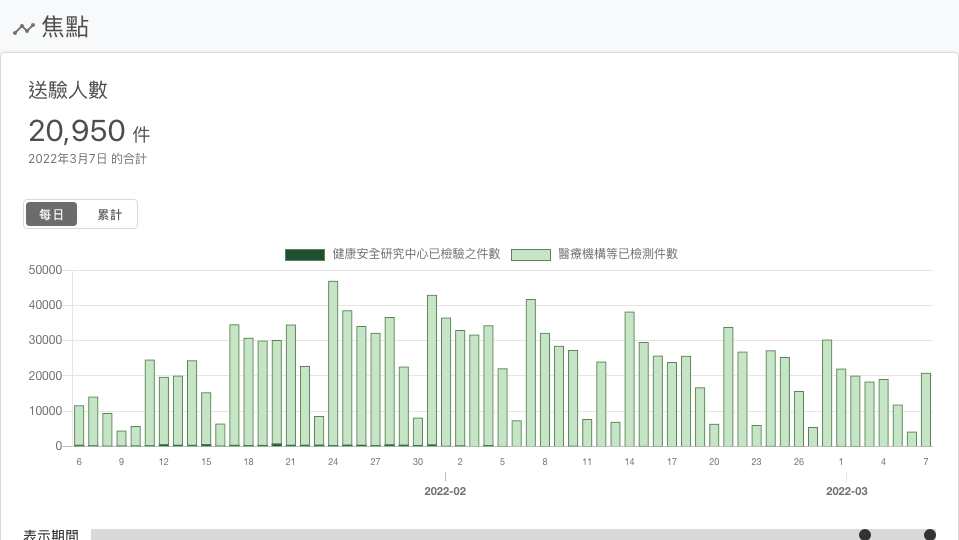 焦點
送驗人數
20,950 件
2022年3月7日 的合計
每日 累計
健康安全研究中心已檢驗之件數 醫療機構等已檢測件數
50000
40000
30000
20000
10000
0
6 9 12 15 18 21 24 27 30 2 5 8 11 14 17 20 23 26 1 4 7
2022-02 2022-03
表示期間